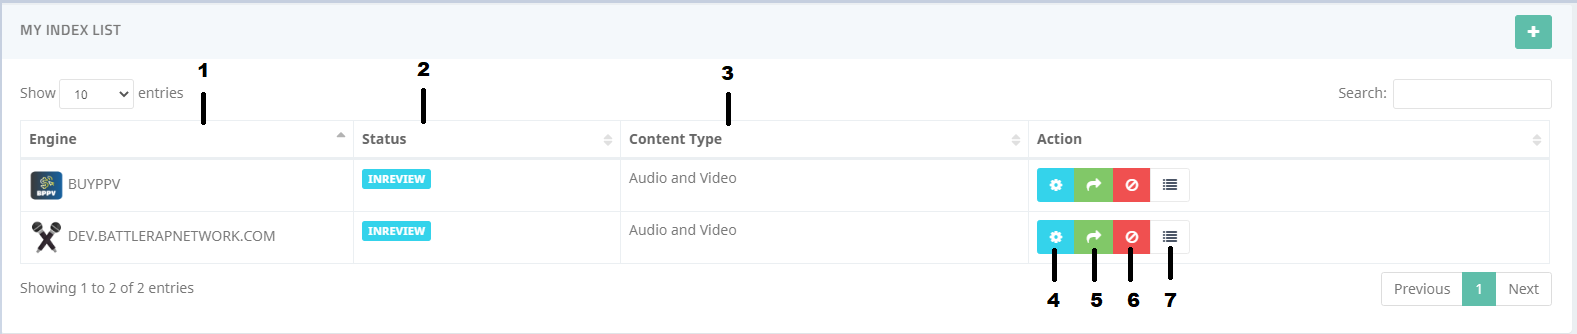 MY INDEX LIST
1 2 3
Show 10 entries Search:
Engine Status Content Type Action
BPPV BUYPPV INREVIEW Audio and Video
DEV.BATTLERAPNETWORK.COM INREVIEW Audio and Video
Showing 1 to 2 of 2 entries Previous 1 Next
4 5 6 7